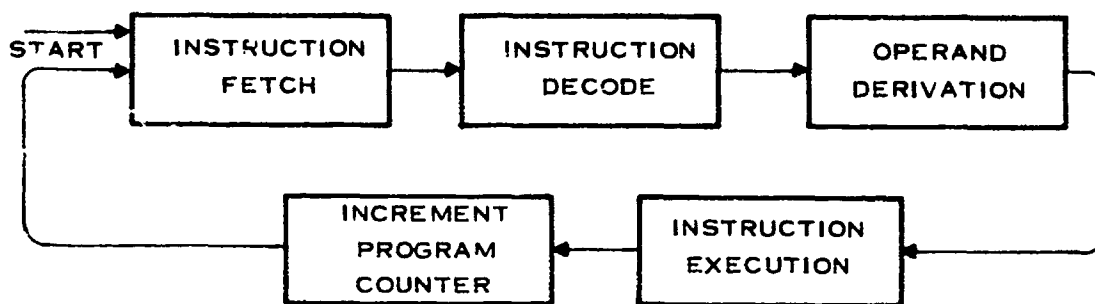 START
INSTRUCTION
FETCH
INSTRUCTION
DECODE
OPERAND
DERIVATION
INCREMENT
PROGRAM
COUNTER
INSTRUCTION
EXECUTION